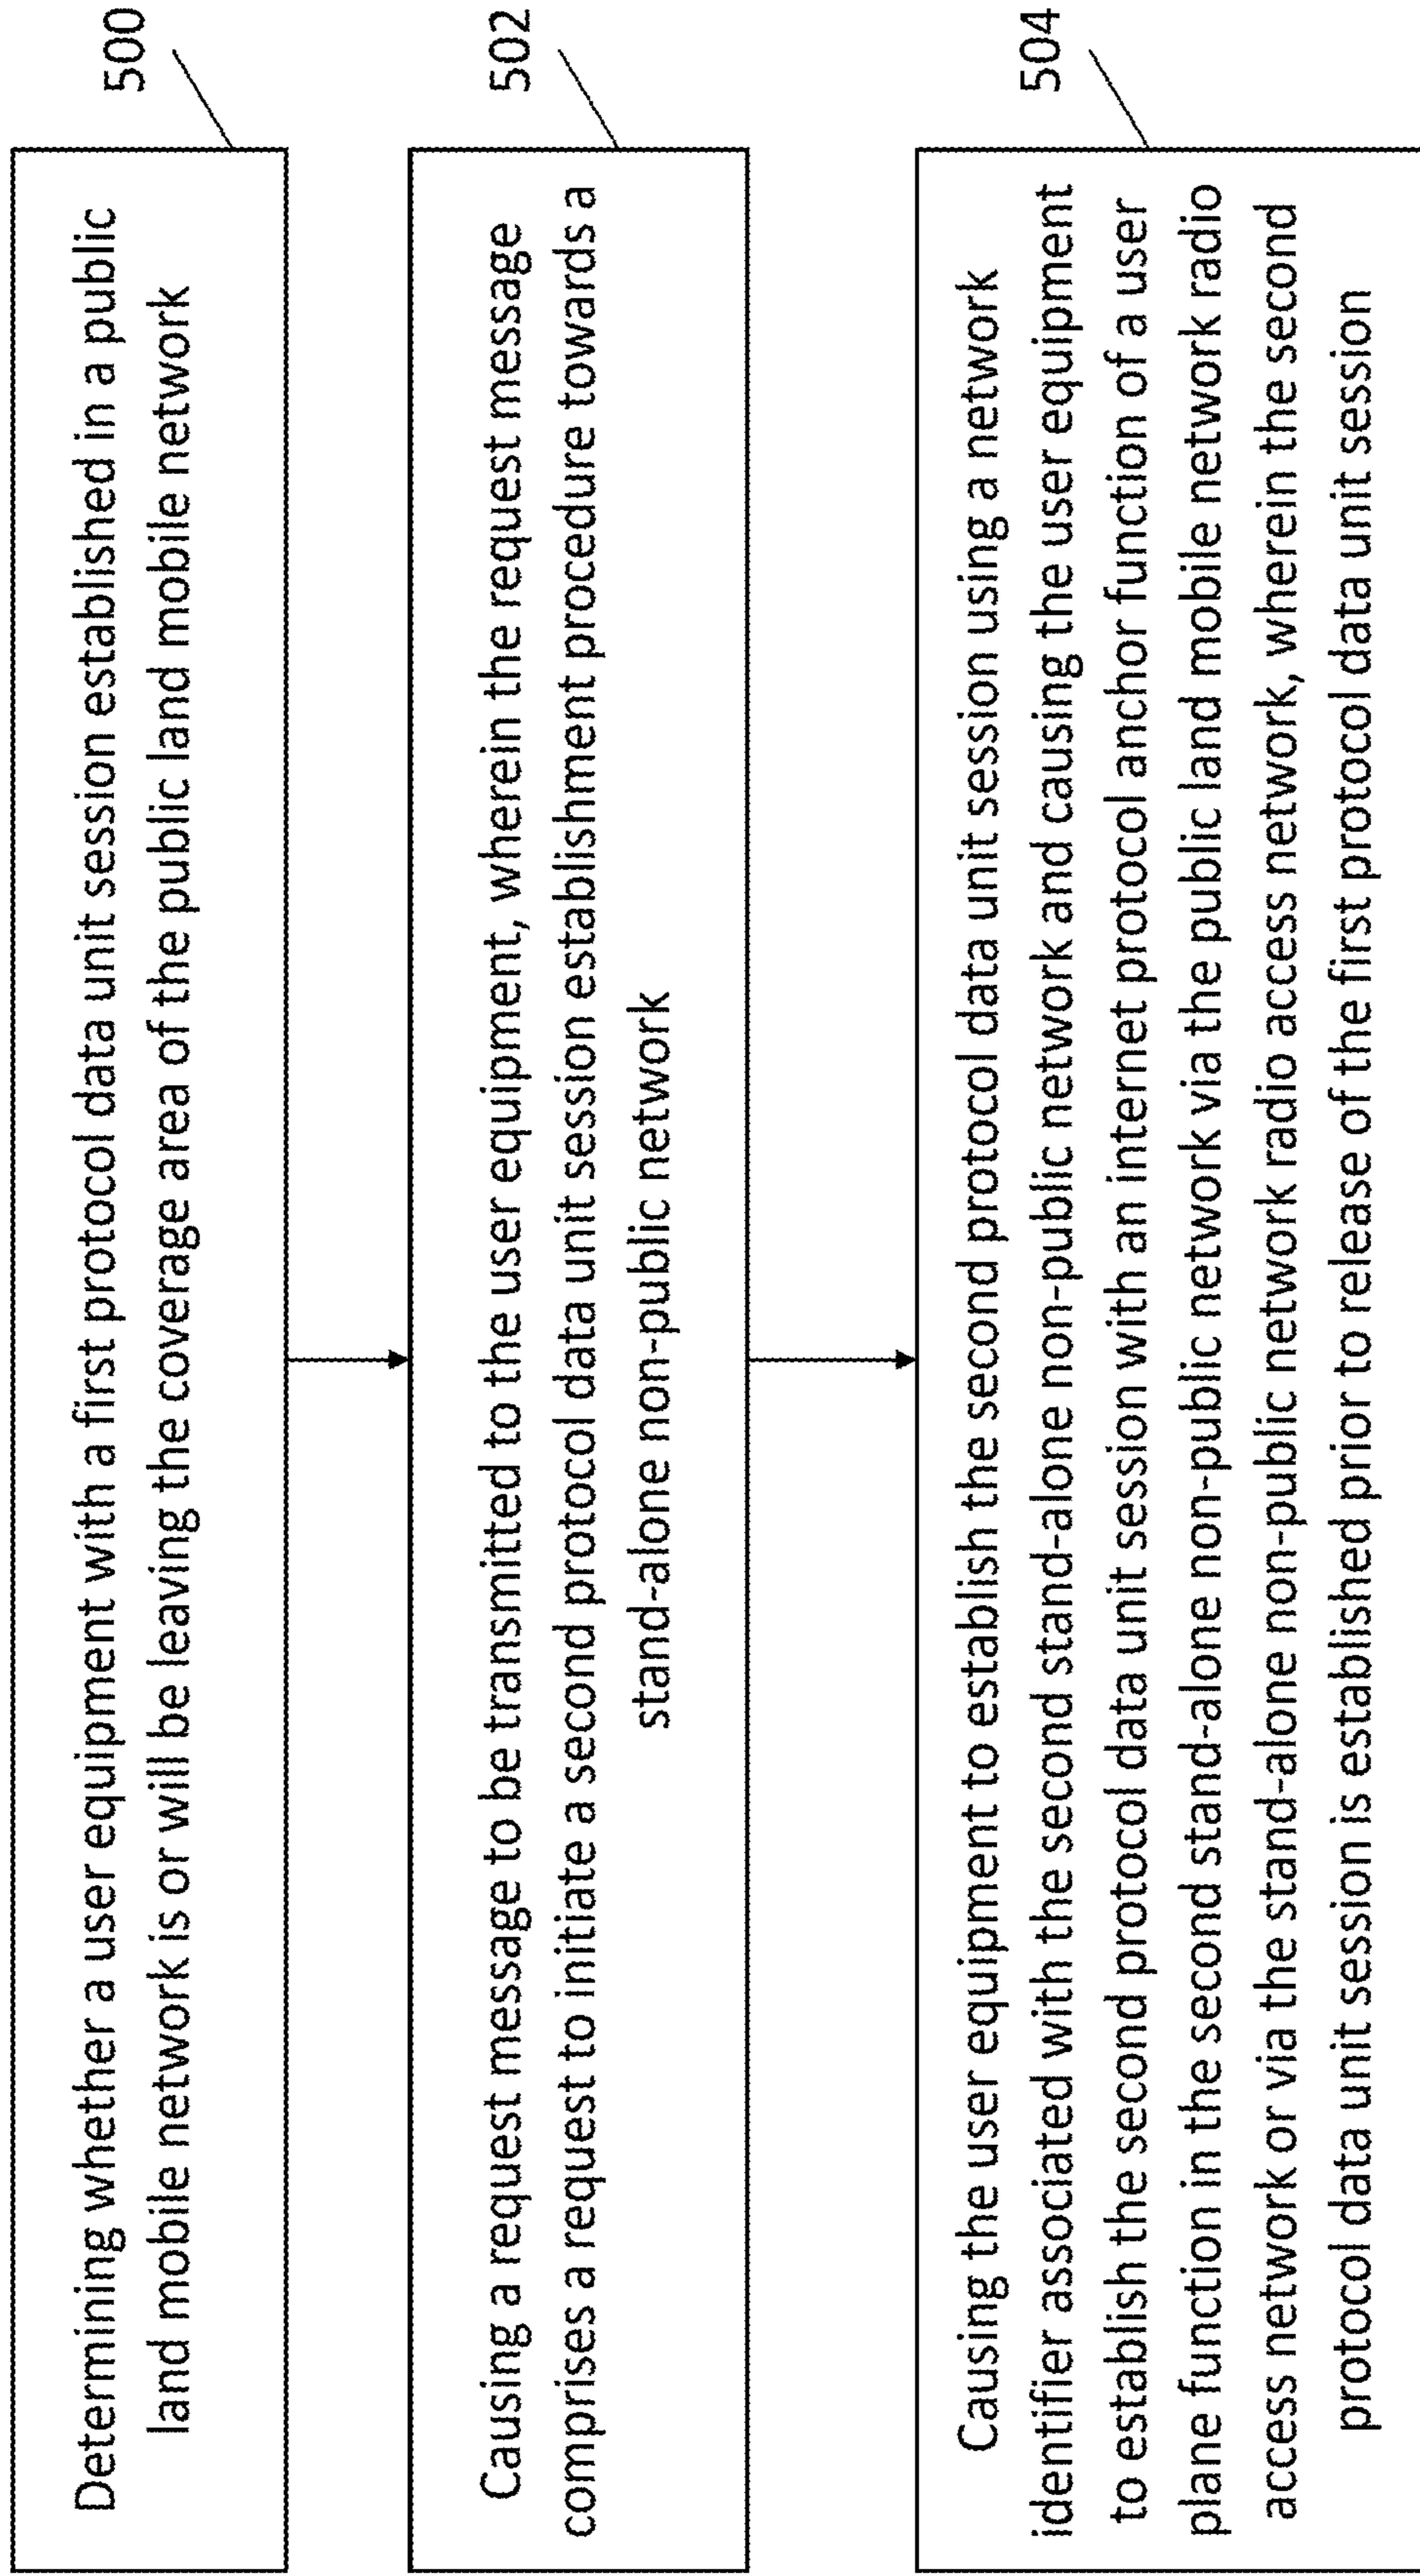 500
Determining whether a user equipment with a first protocol data unit session established in a public
land mobile network is or will be leaving the coverage area of the public land mobile network
502
Causing a request message to be transmitted to the user equipment, wherein the request message
comprises a request to initiate a second protocol data unit session establishment procedure towards a
stand-alone non-public network
504
Causing the user equipment to establish the second protocol data unit session using a network
identifier associated with the second stand-alone non-public network and causing the user equipment
to establish the second protocol data unit session with an internet protocol anchor function of a user
plane function in the second stand-alone non-public network via the public land mobile network radio
access network or via the stand-alone non-public network radio access network, wherein the second
protocol data unit session is established prior to release of the first protocol data unit session